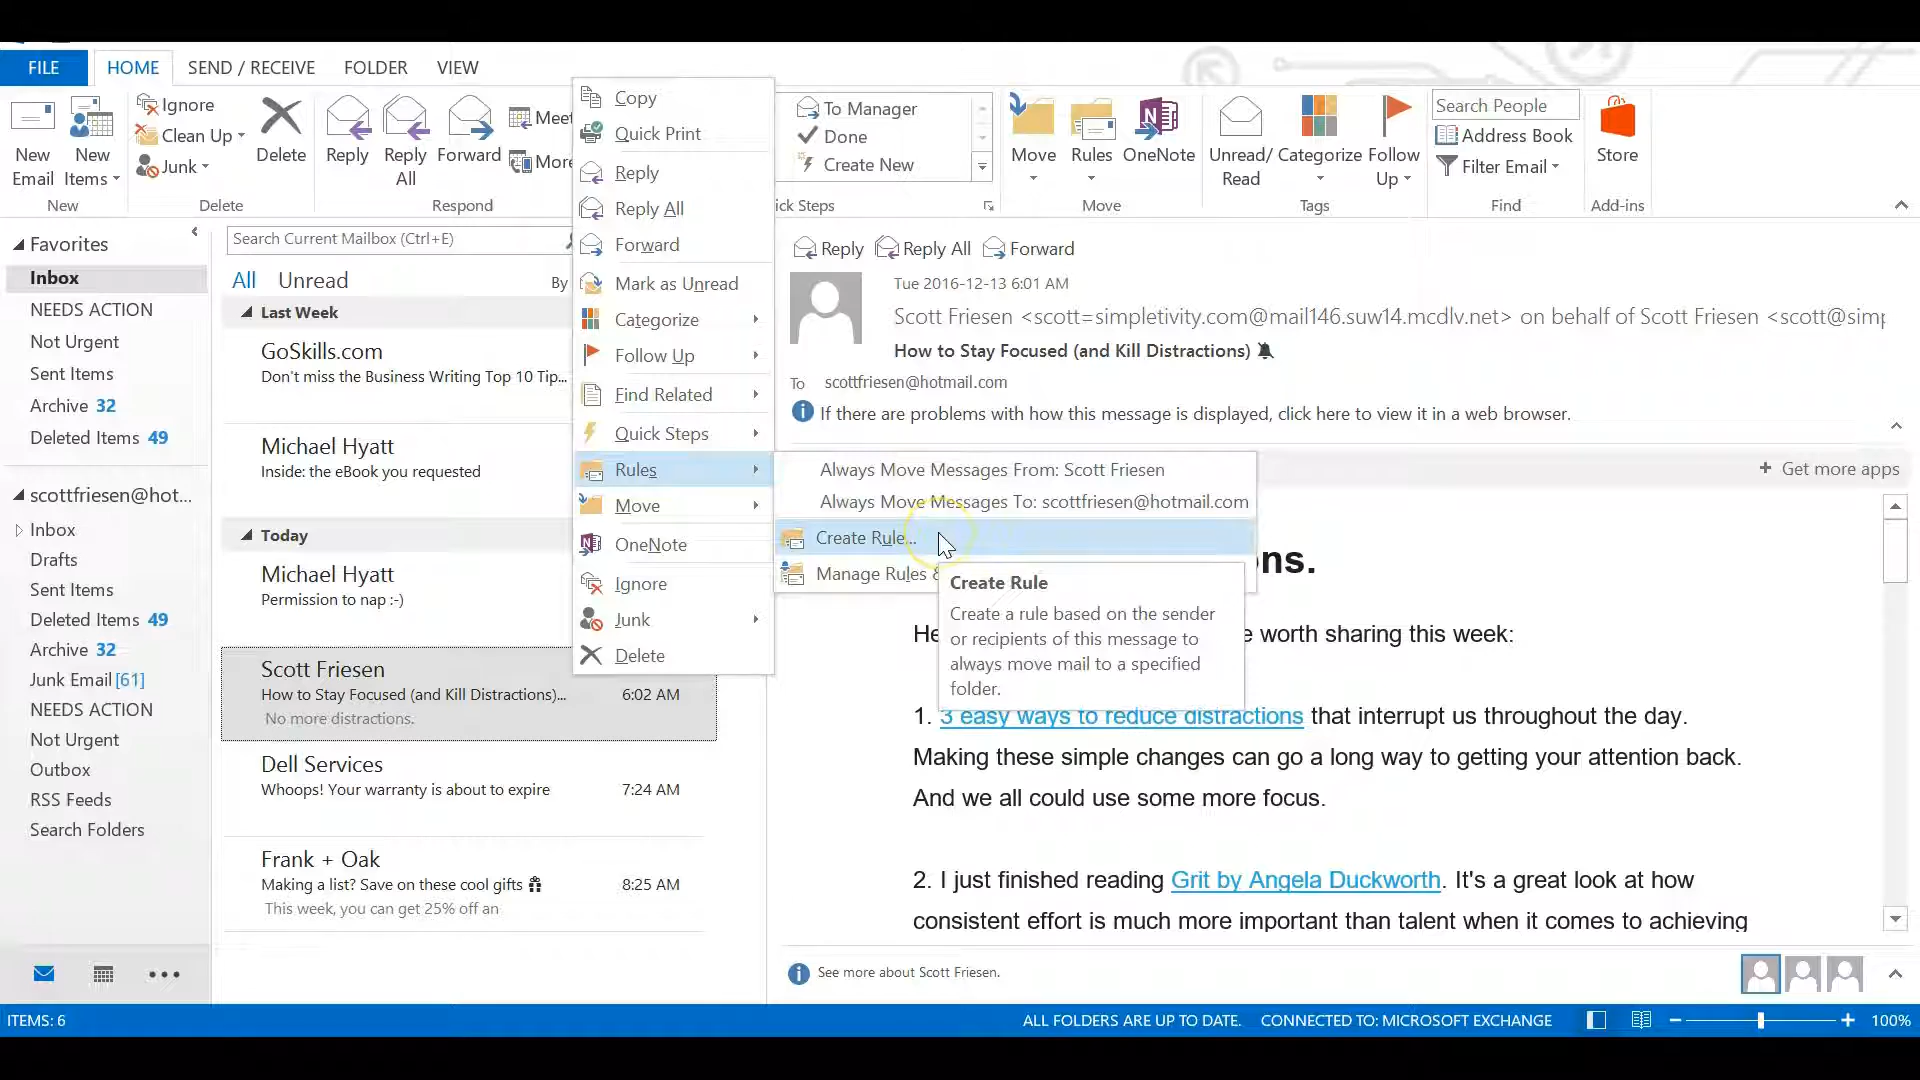 FILE HOME SEND / RECEIVE FOLDER VIEW
New Email
New Items
New
Ignore
Clean Up
Junk
Delete
Delete
Reply
Reply All
Forward
More
Respond
To Manager
Done
Create New
Move
Rules
OneNote
Move
Unread/ Read
Categorize
Follow Up
Tags
Search People
Address Book
Filter Email
Find
Store
Add-ins
Favorites
Inbox
NEEDS ACTION
Not Urgent
Sent Items
Archive 32
Deleted Items 49
scottfriesen@hot...
Inbox
Drafts
Sent Items
Deleted Items 49
Archive 32
Junk Email [61]
NEEDS ACTION
Not Urgent
Outbox
RSS Feeds
Search Folders
Search Current Mailbox (Ctrl+E)
All Unread By
Last Week
GoSkills.com
Don't miss the Business Writing Top 10 Tip...
Michael Hyatt
Inside: the eBook you requested
Today
Michael Hyatt
Permission to nap :-)
Scott Friesen
How to Stay Focused (and Kill Distractions)... 6:02 AM
No more distractions.
Dell Services
Whoops! Your warranty is about to expire 7:24 AM
Frank + Oak
Making a list? Save on these cool gifts 8:25 AM
This week, you can get 25% off an
Copy
Quick Print
Reply
Reply All
Forward
Mark as Unread
Categorize
Follow Up
Find Related
Quick Steps
Rules
Move
OneNote
Ignore
Junk
Delete
Always Move Messages From: Scott Friesen
Always Move Messages To: scottfriesen@hotmail.com
Create Rule...
Manage Rules
Create Rule
Create a rule based on the sender
or recipients of this message to
always move mail to a specified
folder.
Reply Reply All Forward
Tue 2016-12-13 6:01 AM
Scott Friesen <scott=simpletivity.com@mail146.suw14.mcdlv.net> on behalf of Scott Friesen <scott@simp
How to Stay Focused (and Kill Distractions)
To scottfriesen@hotmail.com
If there are problems with how this message is displayed, click here to view it in a web browser.
+ Get more apps
worth sharing this week:
1. 3 easy ways to reduce distractions that interrupt us throughout the day.
Making these simple changes can go a long way to getting your attention back.
And we all could use some more focus.
2. I just finished reading Grit by Angela Duckworth. It's a great look at how
consistent effort is much more important than talent when it comes to achieving
See more about Scott Friesen.
ITEMS: 6
ALL FOLDERS ARE UP TO DATE. CONNECTED TO: MICROSOFT EXCHANGE 100%